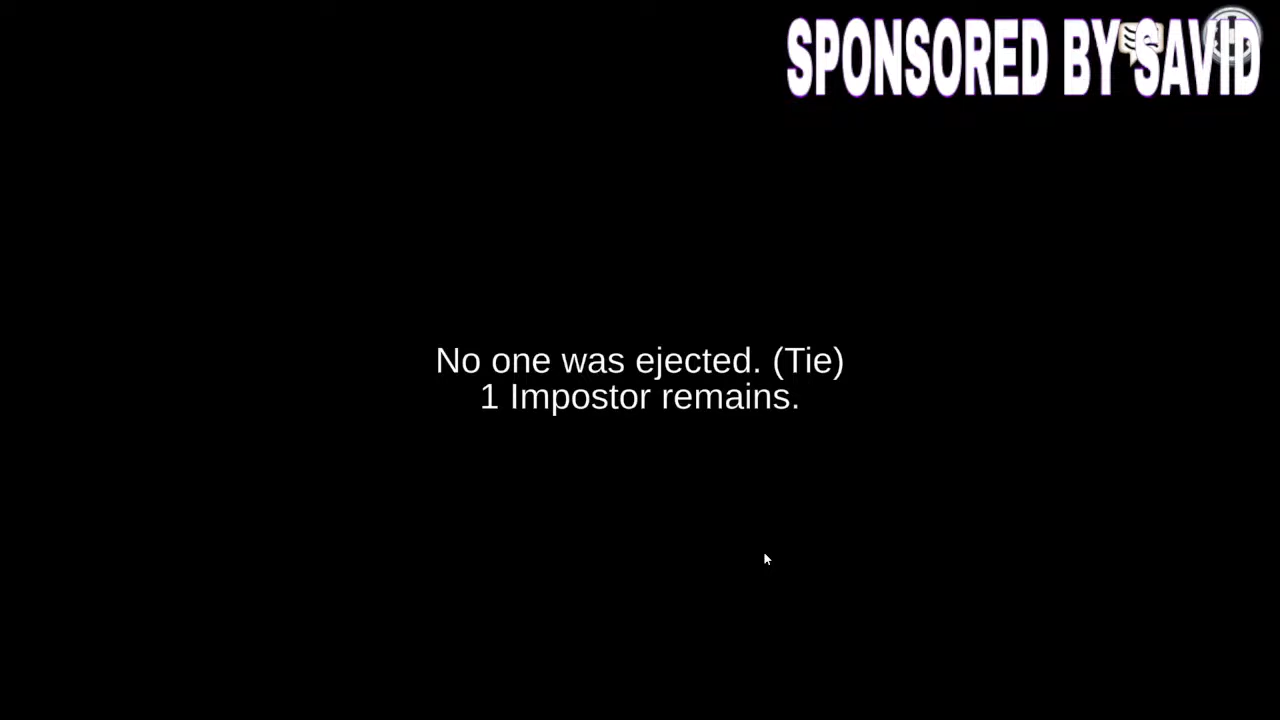 SPONSORED BY SAVID
No one was ejected. (Tie)
1 Impostor remains.